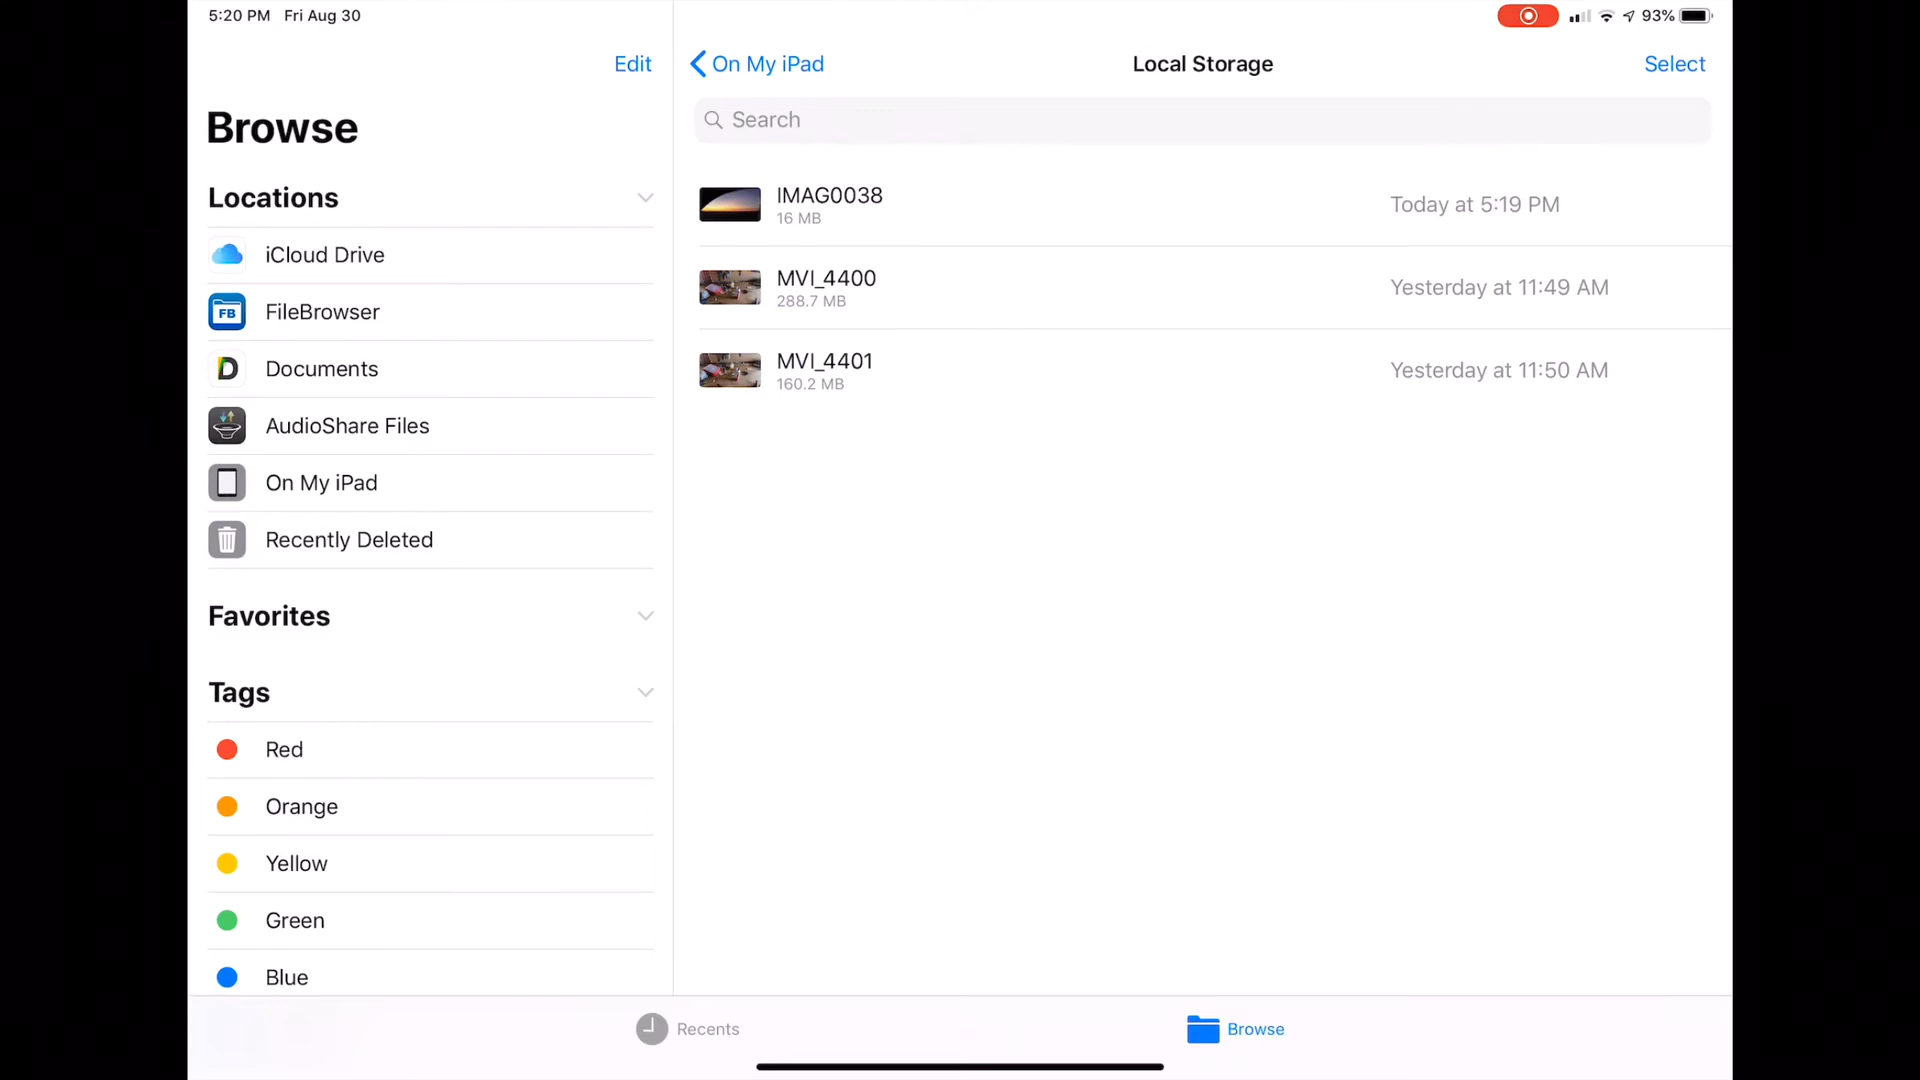 5:20 PM Fri Aug 30
93%
Edit
Browse
Locations
iCloud Drive
FB
FileBrowser
D
Documents
AudioShare Files
On My iPad
Recently Deleted
Favorites
Tags
Red
Orange
Yellow
Green
Blue
On My iPad
Local Storage
Select
Search
IMAG0038
16 MB
Today at 5:19 PM
MVI_4400
288.7 MB
Yesterday at 11:49 AM
MVI_4401
160.2 MB
Yesterday at 11:50 AM
Recents
Browse